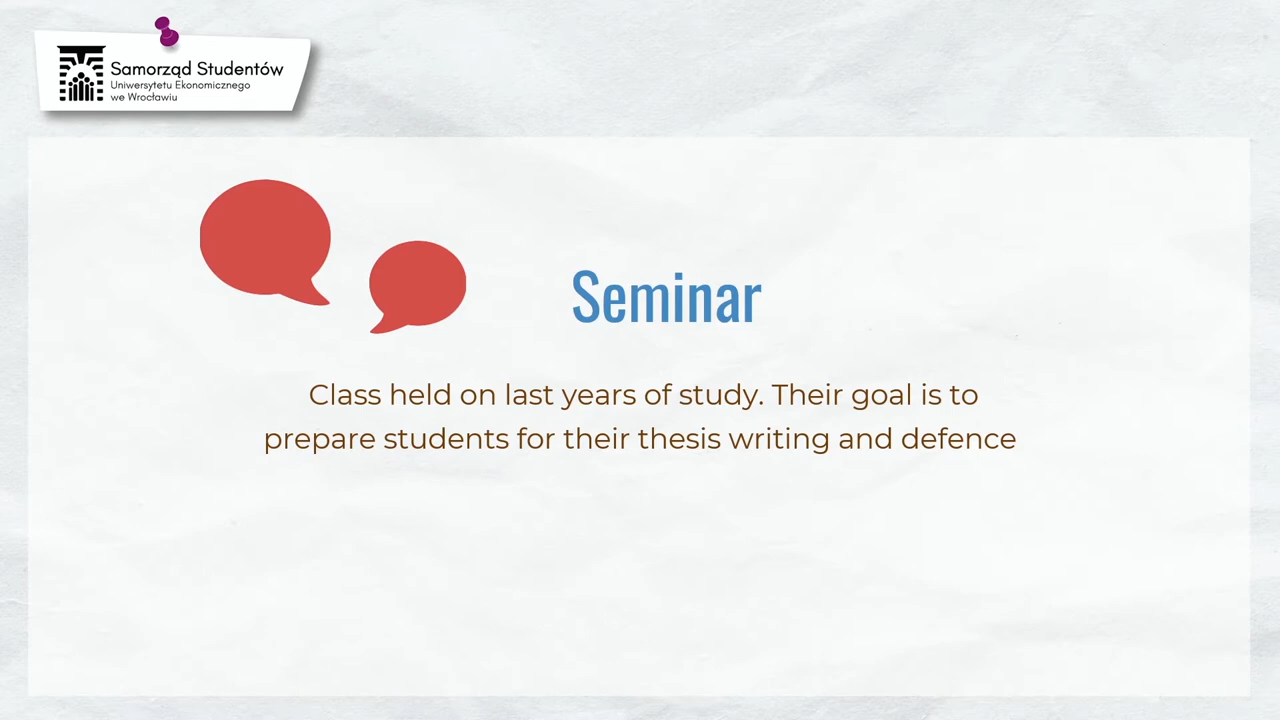 Samorząd Studentów
Uniwersytetu Ekonomicznego
we Wrocławiu
Seminar
Class held on last years of study. Their goal is to
prepare students for their thesis writing and defence